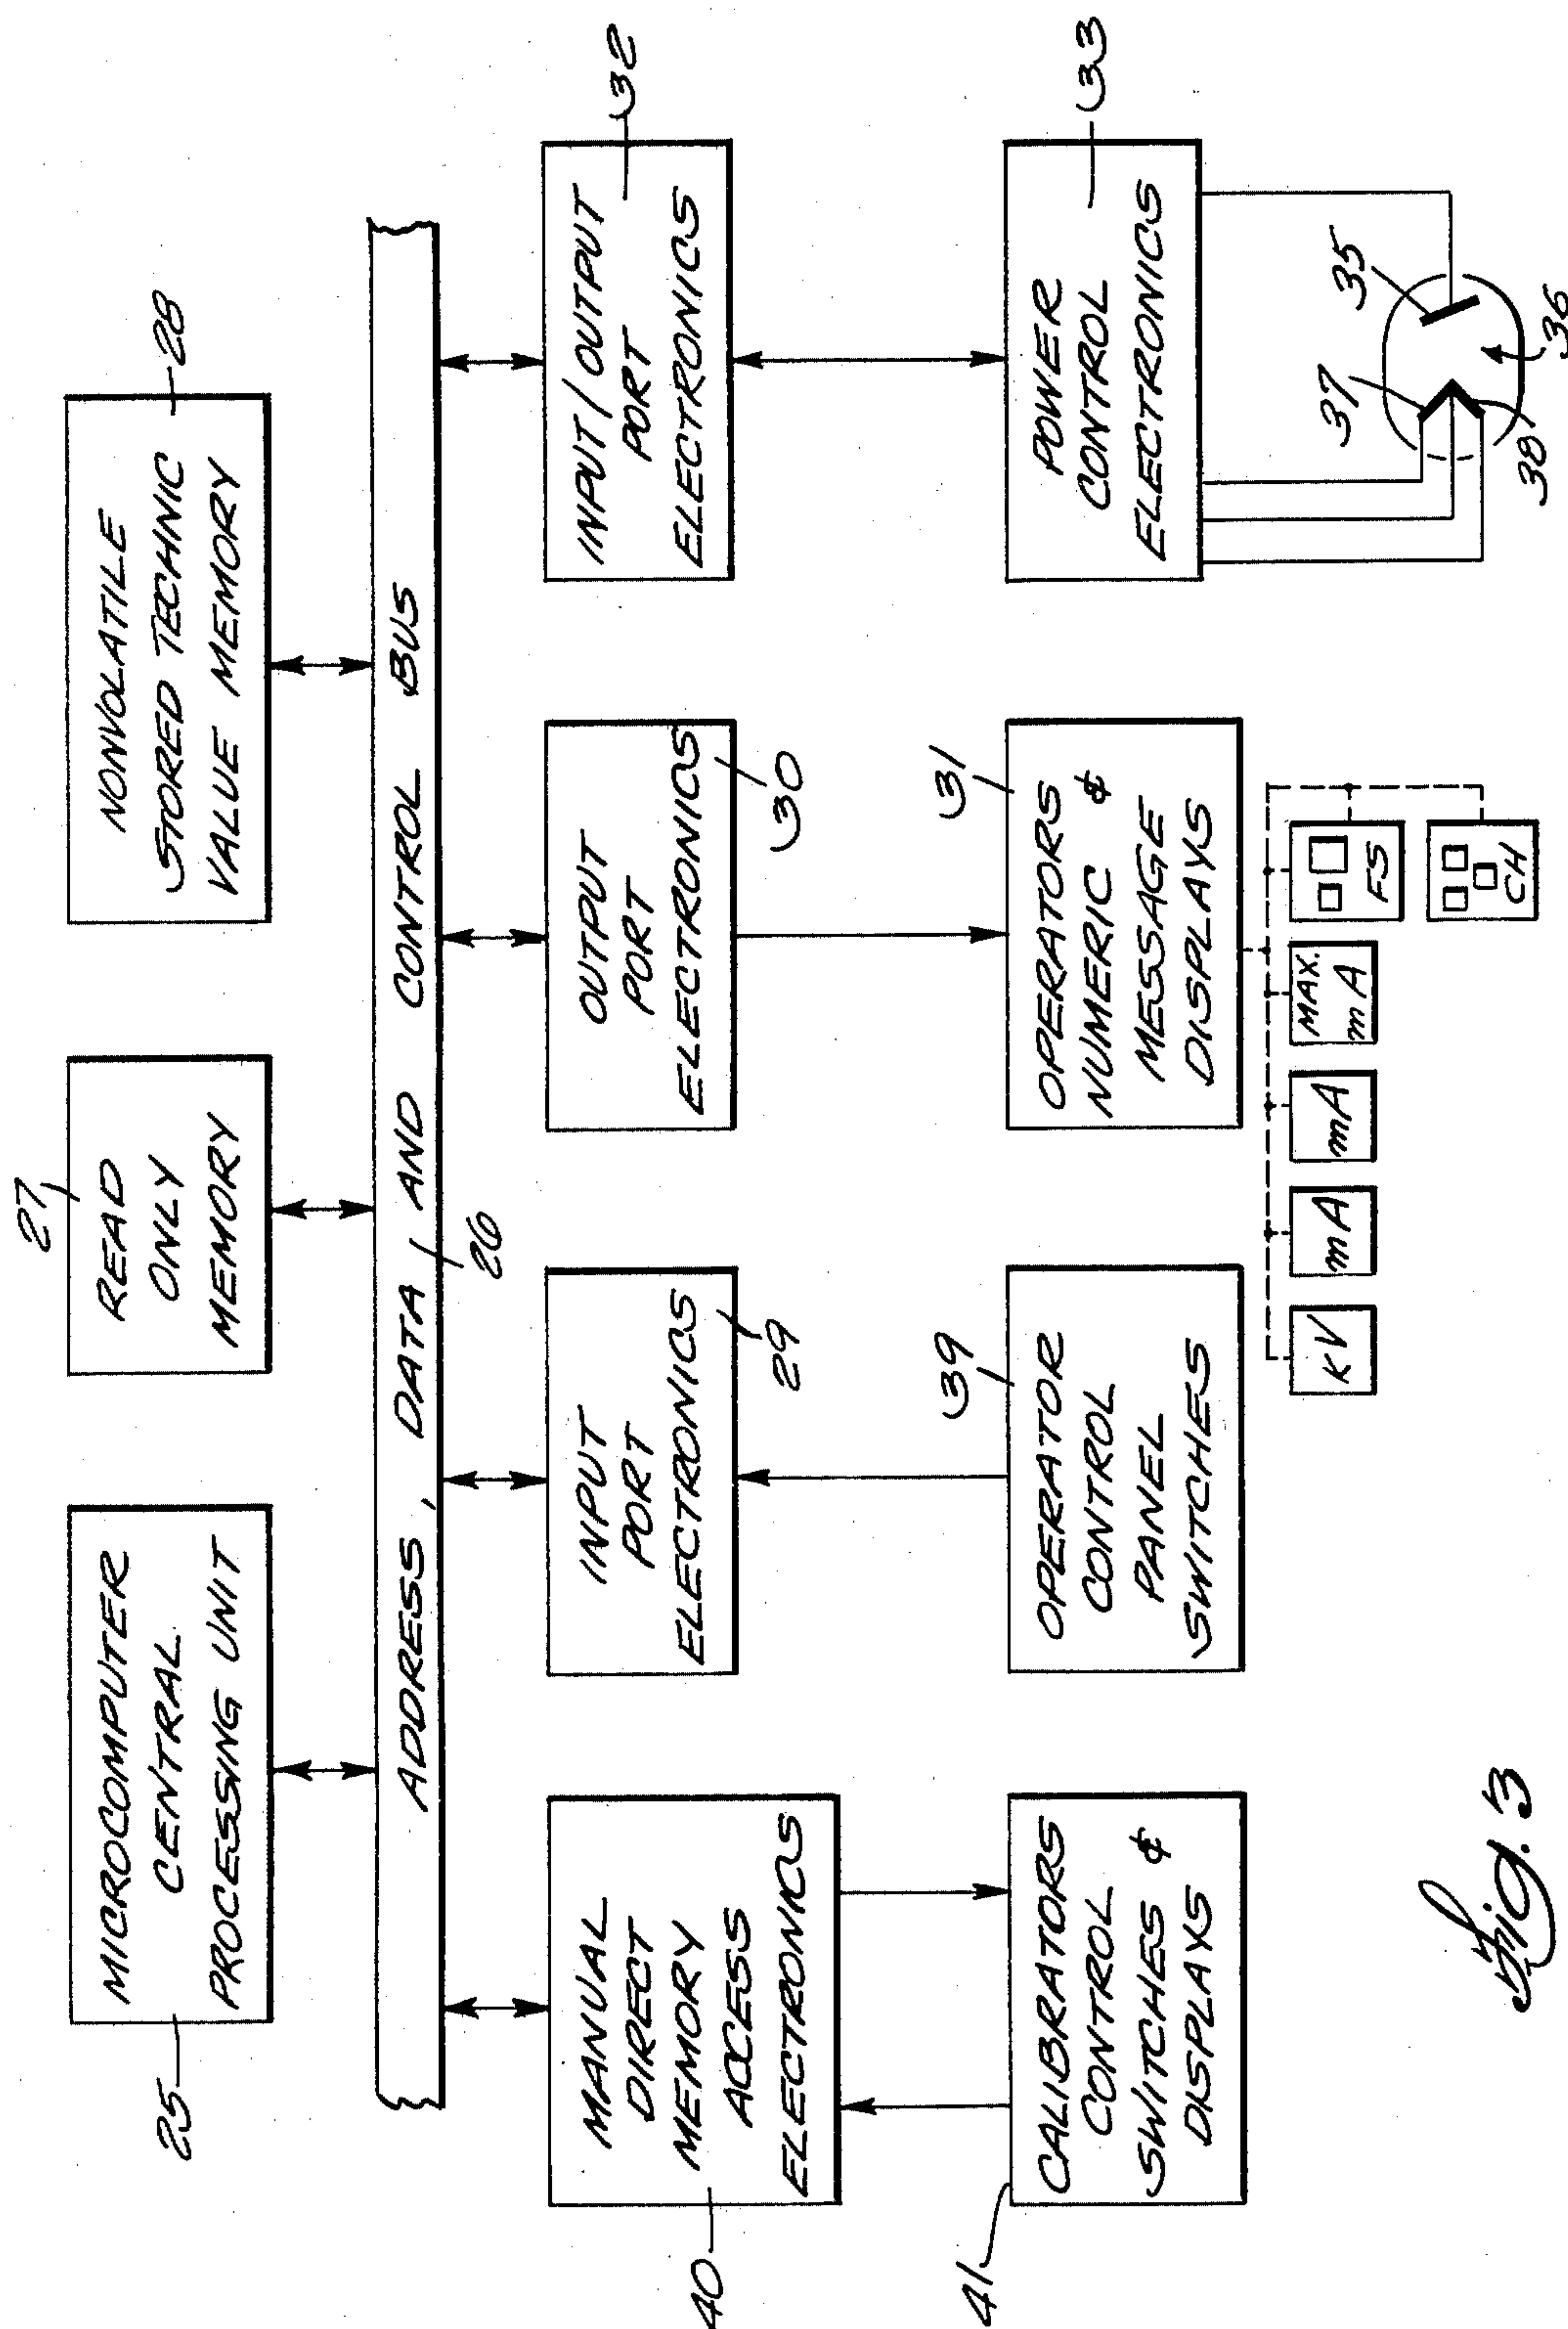 25
MICROCOMPUTER
CENTRAL
PROCESSING UNIT
27
READ
ONLY
MEMORY
28
NONVOLATILE
STORED TECHNIC
VALUE MEMORY
ADDRESS, DATA, AND CONTROL BUS
26
40
MANUAL
DIRECT
MEMORY
ACCESS
ELECTRONICS
INPUT
PORT
ELECTRONICS
29
OUTPUT
PORT
ELECTRONICS
30
INPUT/OUTPUT
PORT
ELECTRONICS
32
41
CALIBRATORS
CONTROL
SWITCHES &
DISPLAYS
39
OPERATOR
CONTROL
PANEL
SWITCHES
31
OPERATORS
NUMERIC &
MESSAGE
DISPLAYS
33
POWER
CONTROL
ELECTRONICS
KV
mA
mA
MAX.
mA
FS
CH
37
35
38
36
Fig. 3